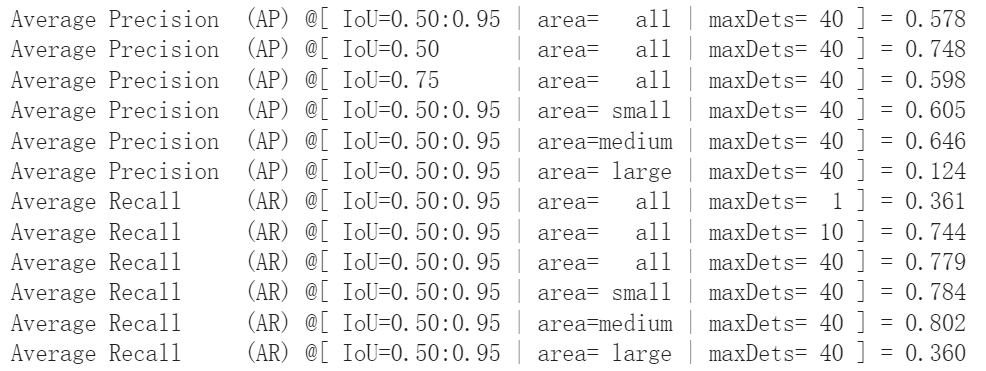 Average Precision  (AP) @[ IoU=0.50:0.95 | area=   all | maxDets= 40 ] = 0.578
Average Precision  (AP) @[ IoU=0.50      | area=   all | maxDets= 40 ] = 0.748
Average Precision  (AP) @[ IoU=0.75      | area=   all | maxDets= 40 ] = 0.598
Average Precision  (AP) @[ IoU=0.50:0.95 | area= small | maxDets= 40 ] = 0.605
Average Precision  (AP) @[ IoU=0.50:0.95 | area=medium | maxDets= 40 ] = 0.646
Average Precision  (AP) @[ IoU=0.50:0.95 | area= large | maxDets= 40 ] = 0.124
Average Recall     (AR) @[ IoU=0.50:0.95 | area=   all | maxDets=  1 ] = 0.361
Average Recall     (AR) @[ IoU=0.50:0.95 | area=   all | maxDets= 10 ] = 0.744
Average Recall     (AR) @[ IoU=0.50:0.95 | area=   all | maxDets= 40 ] = 0.779
Average Recall     (AR) @[ IoU=0.50:0.95 | area= small | maxDets= 40 ] = 0.784
Average Recall     (AR) @[ IoU=0.50:0.95 | area=medium | maxDets= 40 ] = 0.802
Average Recall     (AR) @[ IoU=0.50:0.95 | area= large | maxDets= 40 ] = 0.360